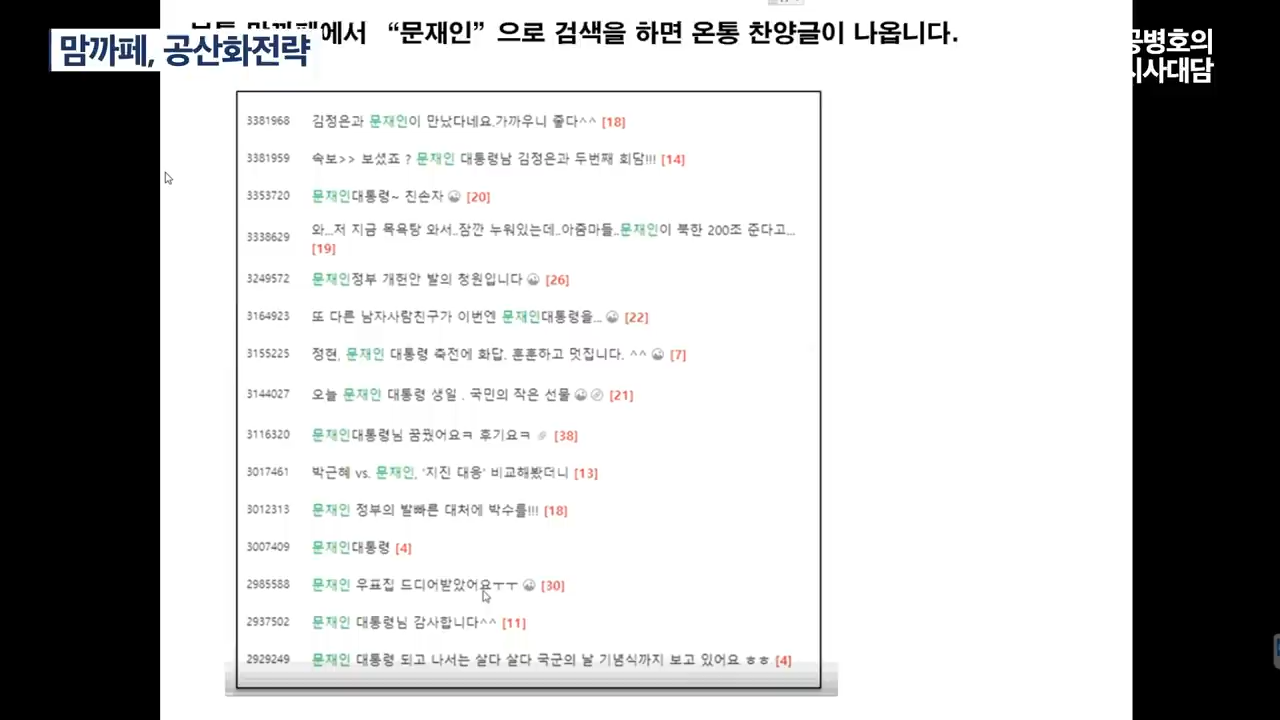 에서 “문재인” 으로 검색을 하면 온통 찬양글이 나옵니다.
맘까페, 공산화전략
공병호의
시사대담
3381968 김정은과 문재인이 만났다네요.가까우니 좋다^^ [18]
3381959 속보>> 보셨죠 ? 문재인 대통령남 김정은과 두번째 회담!!! [14]
3353720 문재인대통령~ 진손자 [20]
3338629 와...저 지금 목욕탕 와서..잠깐 누워있는데..아줌마들..문재인이 북한 200조 준다고...
[19]
3249572 문재인정부 개헌안 발의 청원입니다 [26]
3164923 또 다른 남자사람친구가 이번엔 문재인대통령을... [22]
3155225 정현, 문재인 대통령 축전에 화답. 훈훈하고 멋집니다. ^^ [7]
3144027 오늘 문재인 대통령 생일 . 국민의 작은 선물 [21]
3116320 문재인대통령님 꿈꿨어요ㅋ 후기요ㅋ [38]
3017461 박근혜 vs. 문재인, '지진 대응' 비교해봤더니 [13]
3012313 문재인 정부의 발빠른 대처에 박수를!!! [18]
3007409 문재인대통령 [4]
2985588 문재인 우표집 드디어받았어요ㅜㅜ [30]
2937502 문재인 대통령님 감사합니다^^ [11]
2929249 문재인 대통령 되고 나서는 살다 살다 국군의 날 기념식까지 보고 있어요 ㅎㅎ [4]